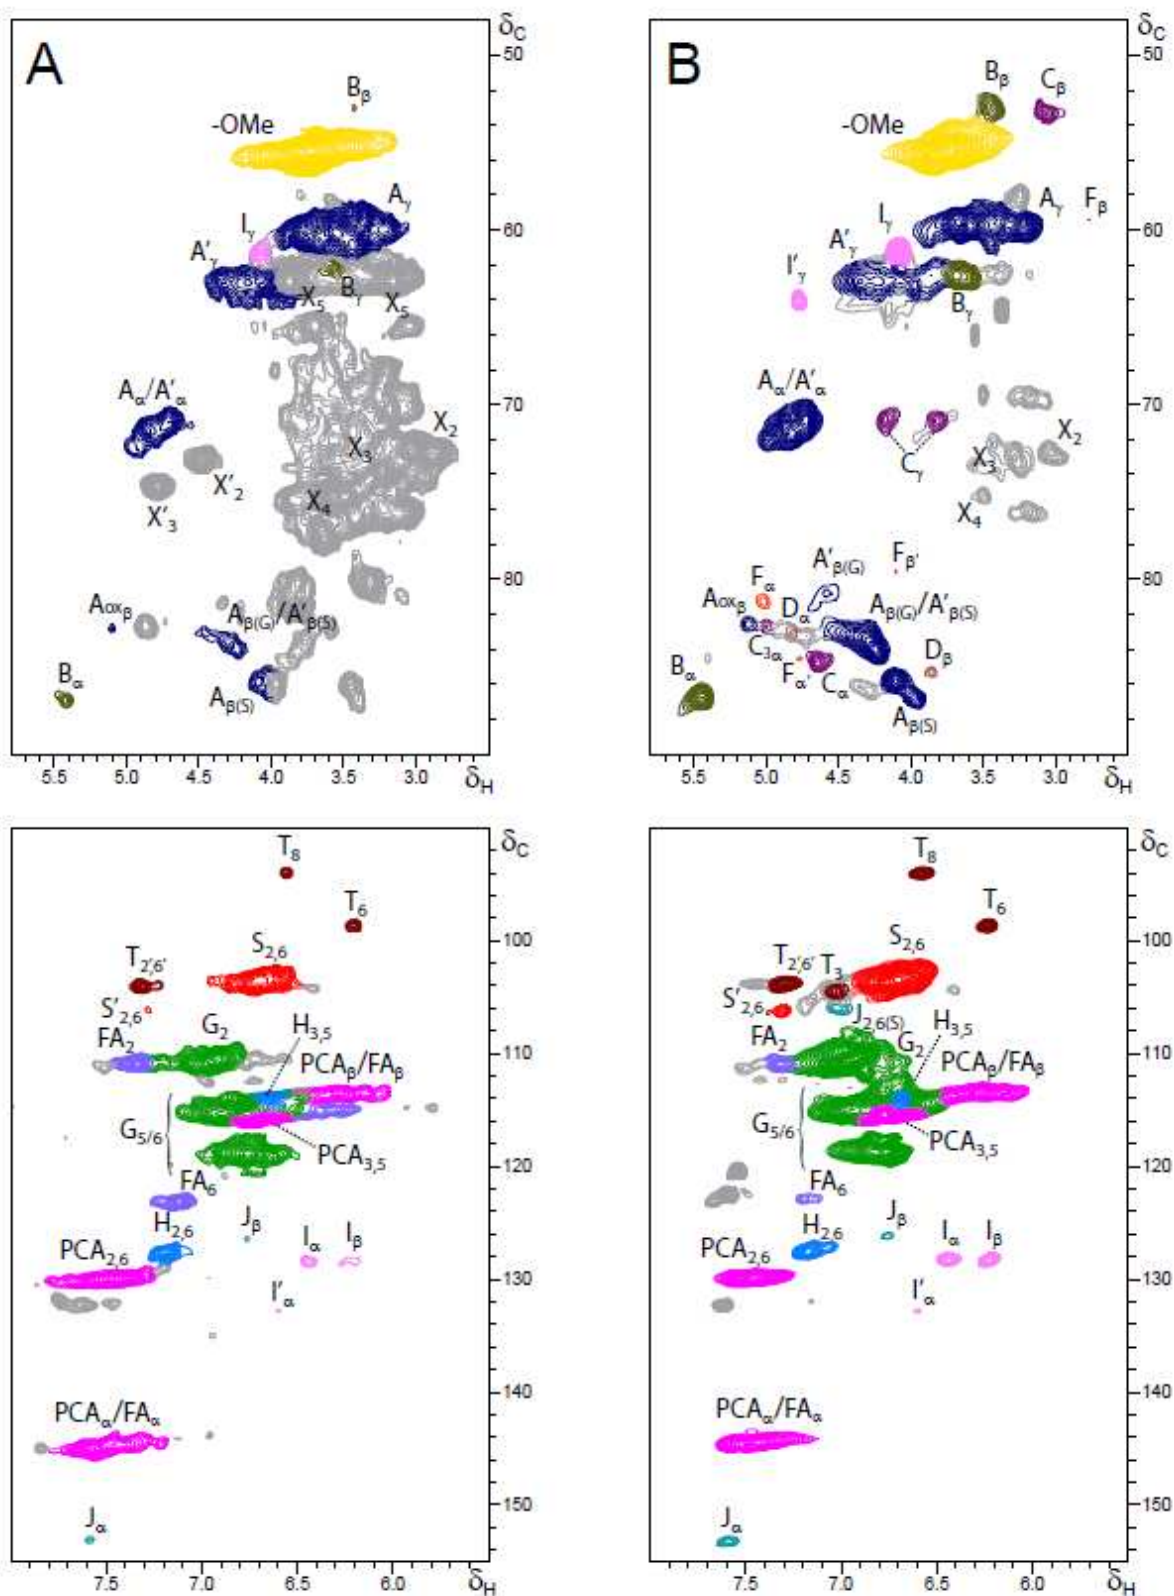 A
δC
50
Bβ
-OMe
Aγ
Iγ
60
A′γ
Bγ
-X5
X5
Aα/A′α
70
X2
X3
X′2
X′3
X4
80
Aoxβ
Aβ(G)/A′β(S)
Bα
Aβ(S)
5.5 5.0 4.5 4.0 3.5 3.0
δH
B
δC
50
Bβ
Cβ
-OMe
Aγ
Fβ
Iγ
60
A′γ
I′γ
Bγ
Aα/A′α
70
X2
Cγ
X3
X4
A′β(G)
Fβ′
80
Fα
Aoxβ
Dα
Aβ(G)/A′β(S)
C3α
Dβ
Bα
Fα′
Cα
Aβ(S)
5.5 5.0 4.5 4.0 3.5 3.0
δH
T8
δC
T6
100
S2,6
T2′,6′
S′2,6
H3,5
FA2
G2
110
PCAβ/FAβ
G5/6
PCA3,5
120
FA6
Jβ
H2,6
Iα
Iβ
PCA2,6
130
I′α
140
PCAα/FAα
150
Jα
7.5 7.0 6.5 6.0
δH
T8
δC
T6
100
S2,6
T2′,6′
T3
S′2,6
J2,6(S)
H3,5
FA2
G2
110
PCAβ/FAβ
G5/6
PCA3,5
120
FA6
Jβ
H2,6
Iα
Iβ
PCA2,6
130
I′α
140
PCAα/FAα
150
Jα
7.5 7.0 6.5 6.0
δH